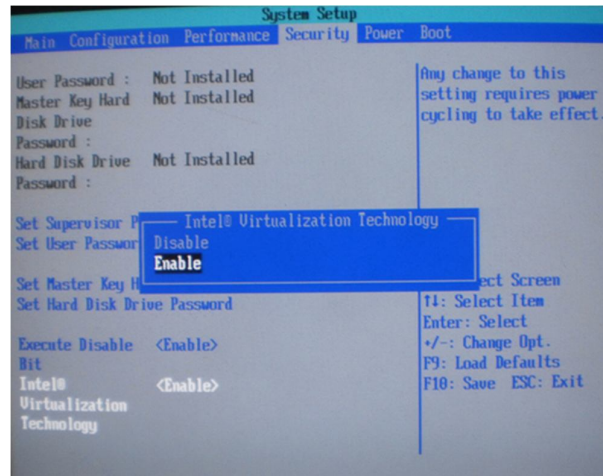 System Setup
Main Configuration Performance Security Power Boot
User Password : Not Installed
Master Key Hard Not Installed
Disk Drive
Password :
Hard Disk Drive Not Installed
Password :
Set Supervisor P
Set User Passwor
Set Master Key H
Set Hard Disk Drive Password
Execute Disable <Enable>
Bit
Intel® <Enable>
Virtualization
Technology
Intel® Virtualization Technology
Disable
Enable
Any change to this
setting requires power
cycling to take effect.
ect Screen
↑↓: Select Item
Enter: Select
+/-: Change Opt.
F9: Load Defaults
F10: Save ESC: Exit